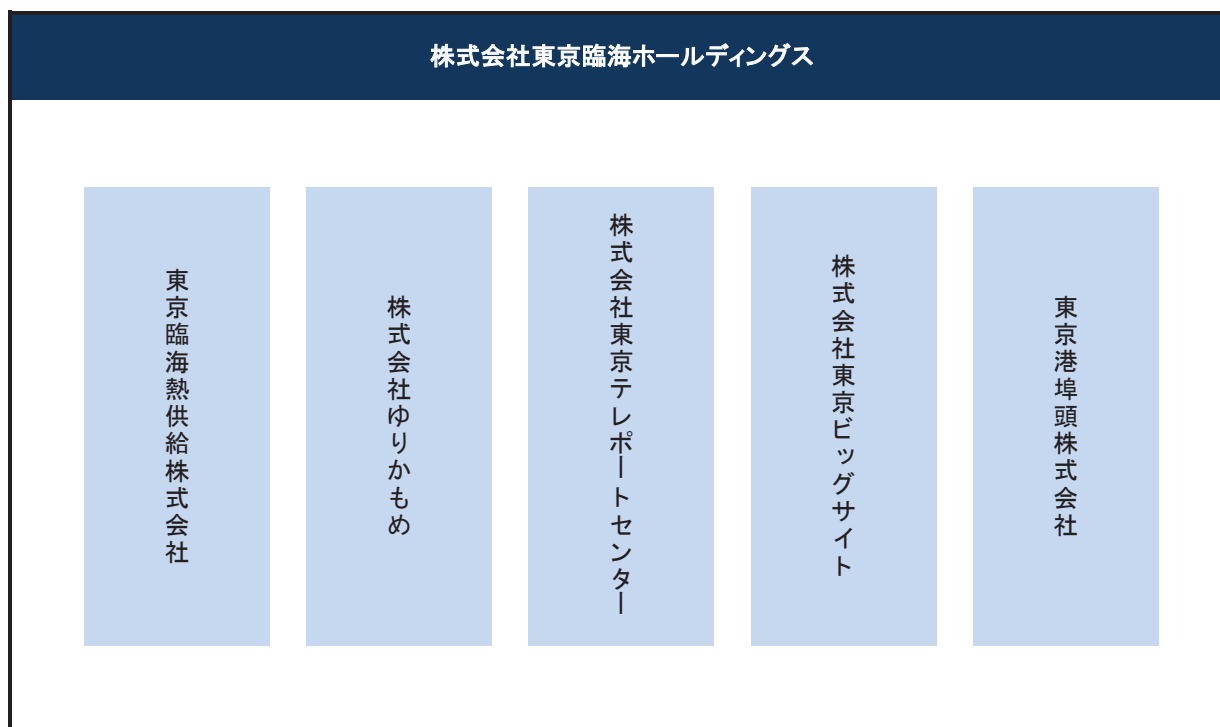 株式会社東京臨海ホールディングス
東京臨海熱供給株式会社
株式会社ゆりかもめ
株式会社東京テレポートセンター
株式会社東京ビッグサイト
東京港埠頭株式会社